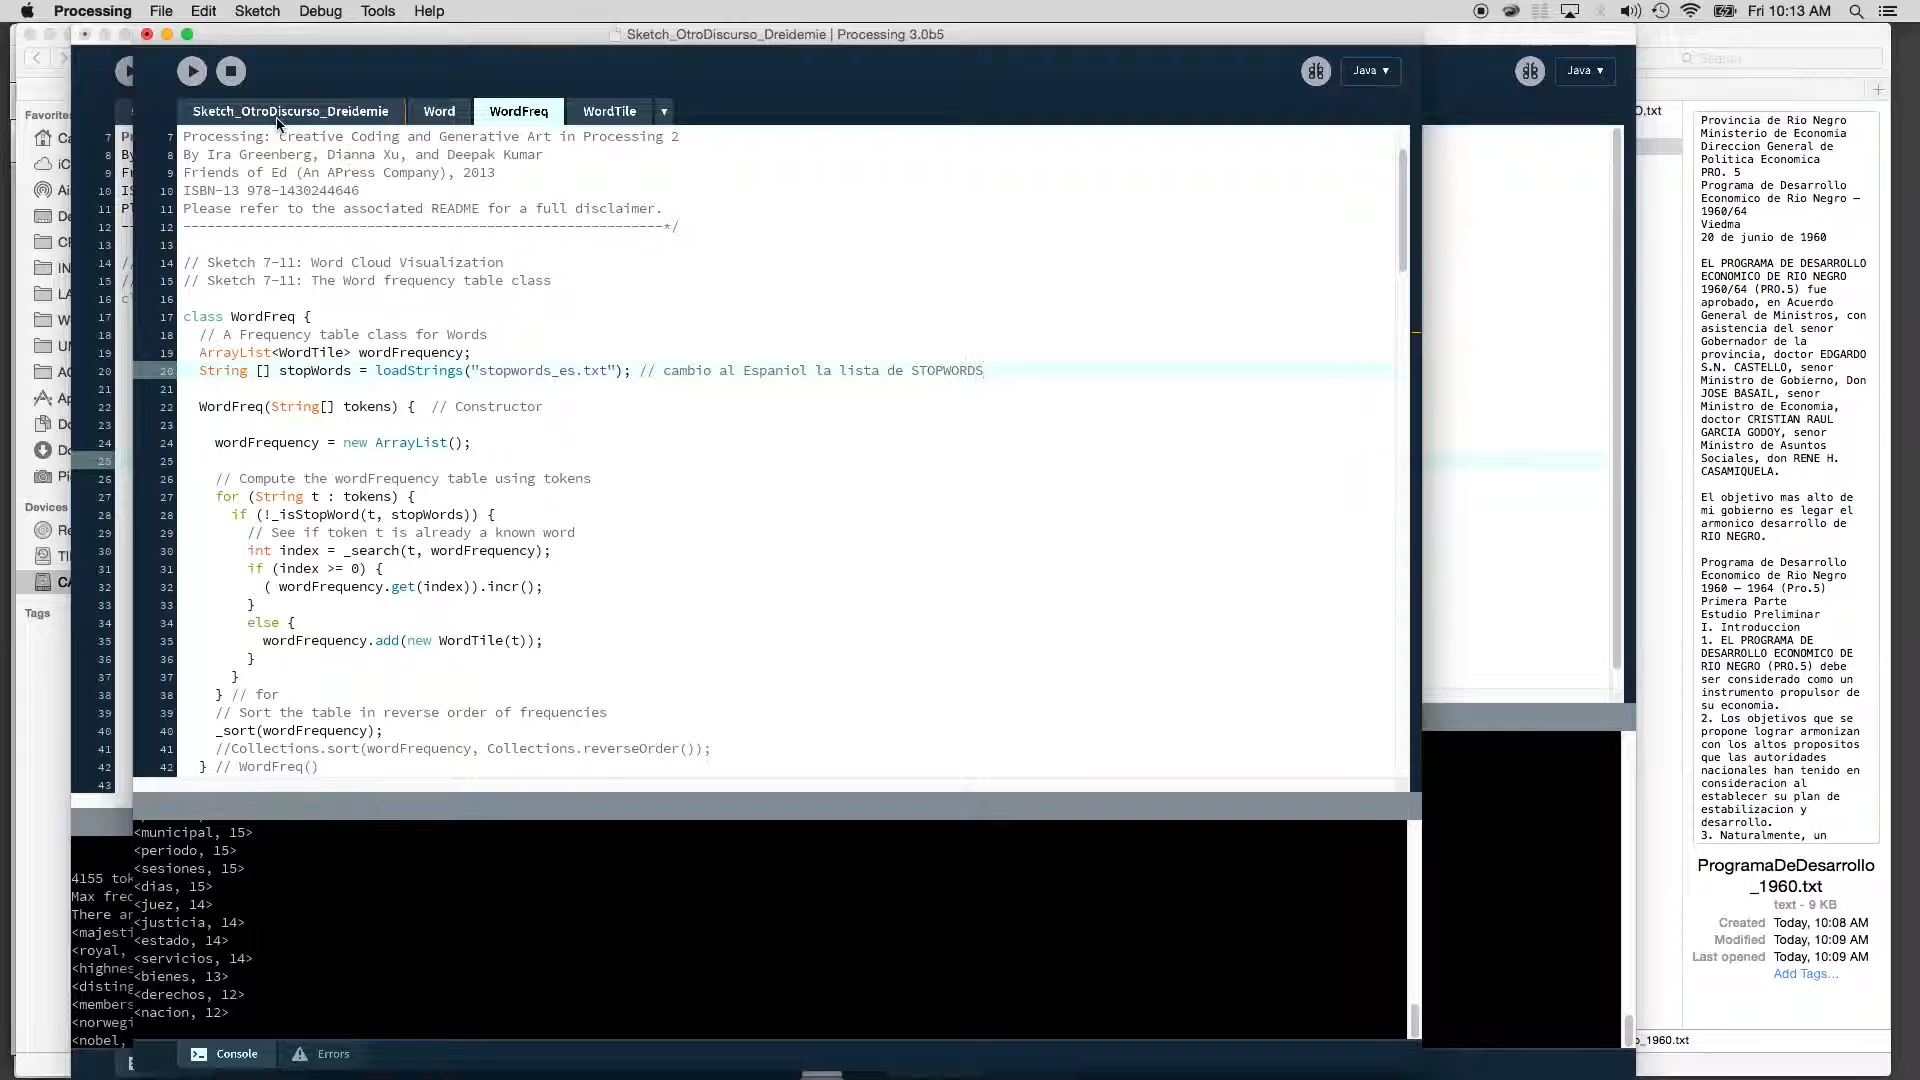 Processing File Edit Sketch Debug Tools Help
Fri 10:13 AM
Sketch_OtroDiscurso_Dreidemie | Processing 3.0b5
Search
Java ▾
Java ▾
Sketch_OtroDiscurso_Dreidemie Word WordFreq WordTile ▾
Favorites
Devices
Tags
7 Processing: Creative Coding and Generative Art in Processing 2
8 By Ira Greenberg, Dianna Xu, and Deepak Kumar
9 Friends of Ed (An APress Company), 2013
10 ISBN-13 978-1430244646
11 Please refer to the associated README for a full disclaimer.
12 ------------------------------------------------------------*/
13
14 // Sketch 7-11: Word Cloud Visualization
15 // Sketch 7-11: The Word frequency table class
16
17 class WordFreq {
18 // A Frequency table class for Words
19 ArrayList<WordTile> wordFrequency;
20 String [] stopWords = loadStrings("stopwords_es.txt"); // cambio al Espaniol la lista de STOPWORDS
21
22 WordFreq(String[] tokens) { // Constructor
23
24 wordFrequency = new ArrayList();
25
26 // Compute the wordFrequency table using tokens
27 for (String t : tokens) {
28 if (!_isStopWord(t, stopWords)) {
29 // See if token t is already a known word
30 int index = _search(t, wordFrequency);
31 if (index >= 0) {
32 ( wordFrequency.get(index)).incr();
33 }
34 else {
35 wordFrequency.add(new WordTile(t));
36 }
37 }
38 } // for
39 // Sort the table in reverse order of frequencies
40 _sort(wordFrequency);
41 //Collections.sort(wordFrequency, Collections.reverseOrder());
42 } // WordFreq()
43
<municipal, 15>
<periodo, 15>
<sesiones, 15>
<dias, 15>
<juez, 14>
<justicia, 14>
<estado, 14>
<servicios, 14>
<bienes, 13>
<derechos, 12>
<nacion, 12>
4155 tok
Max freq
There ar
<majesti
<royal,
<highnes
<disting
<members
<norwegi
<nobel,
Console Errors
O.txt
Provincia de Rio Negro
Ministerio de Economia
Direccion General de
Politica Economica
PRO. 5
Programa de Desarrollo
Economico de Rio Negro –
1960/64
Viedma
20 de junio de 1960
EL PROGRAMA DE DESARROLLO
ECONOMICO DE RIO NEGRO
1960/64 (PRO.5) fue
aprobado, en Acuerdo
General de Ministros, con
asistencia del senor
Gobernador de la
provincia, doctor EDGARDO
S.N. CASTELLO, senor
Ministro de Gobierno, Don
JOSE BASAIL, senor
Ministro de Economia,
doctor CRISTIAN RAUL
GARCIA GODOY, senor
Ministro de Asuntos
Sociales, don RENE H.
CASAMIQUELA.
El objetivo mas alto de
mi gobierno es legar el
armonico desarrollo de
RIO NEGRO.
Programa de Desarrollo
Economico de Rio Negro
1960 – 1964 (Pro.5)
Primera Parte
Estudio Preliminar
I. Introduccion
1. EL PROGRAMA DE
DESARROLLO ECONOMICO DE
RIO NEGRO (PRO.5) debe
ser considerado como un
instrumento propulsor de
su economia.
2. Los objetivos que se
propone lograr armonizan
con los altos propositos
que las autoridades
nacionales han tenido en
consideracion al
establecer su plan de
estabilizacion y
desarrollo.
3. Naturalmente, un
ProgramaDeDesarrollo
_1960.txt
text - 9 KB
Created Today, 10:08 AM
Modified Today, 10:09 AM
Last opened Today, 10:09 AM
Add Tags…
o_1960.txt